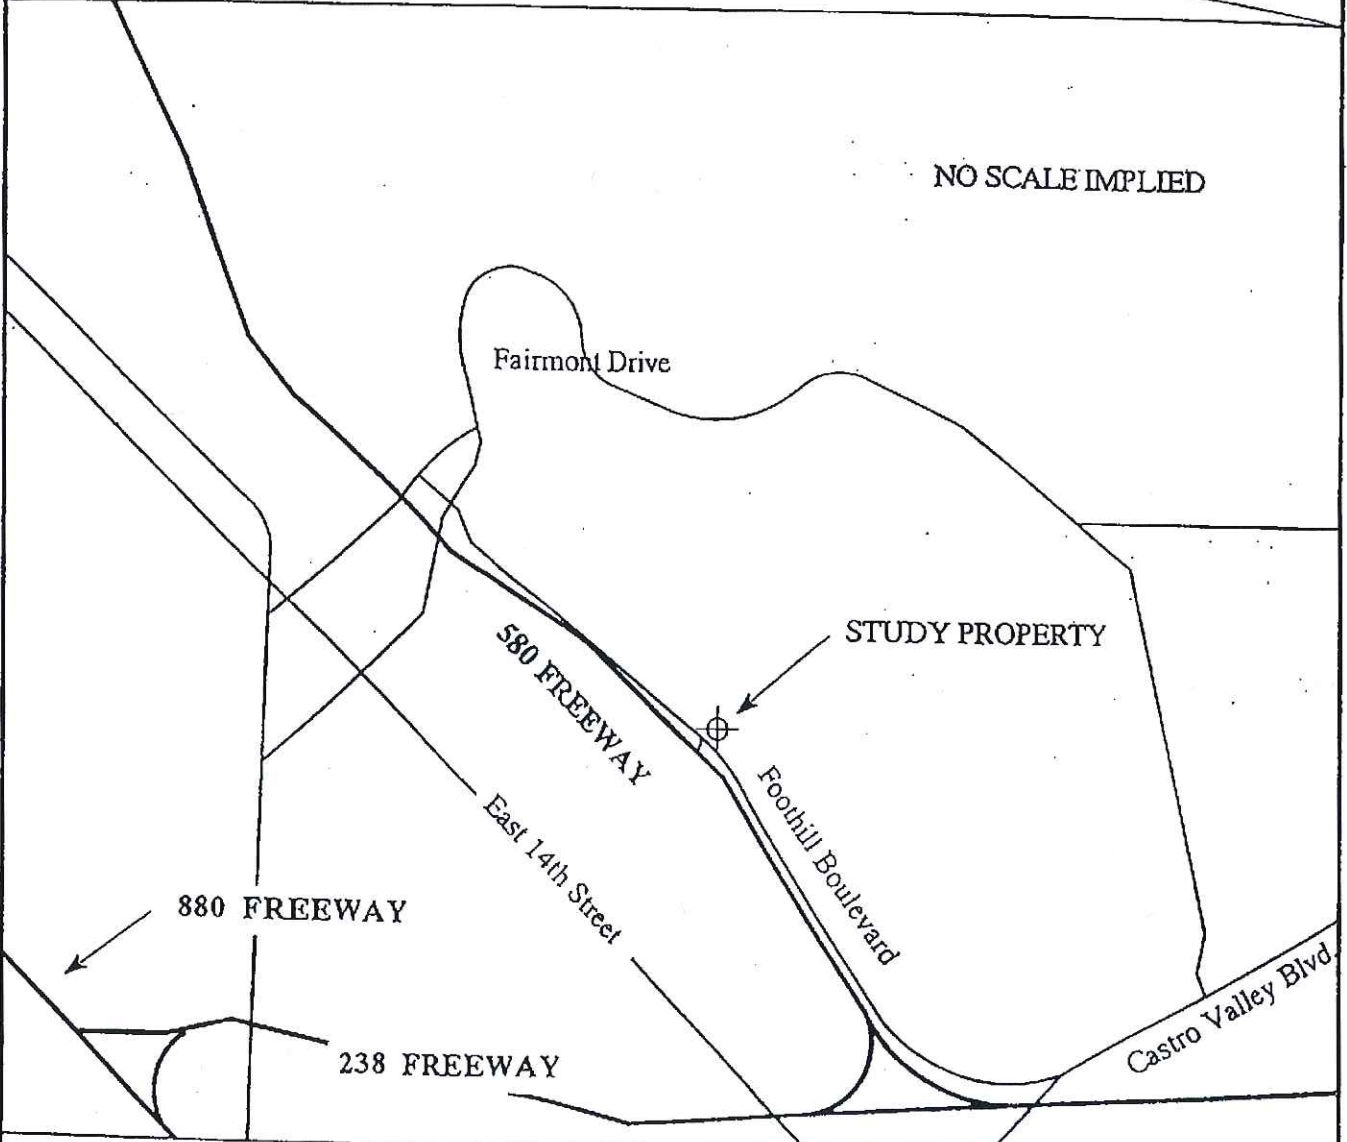 NO SCALE IMPLIED
Fairmont Drive
STUDY PROPERTY
580 FREEWAY
Foothill Boulevard
East 14th Street
880 FREEWAY
238 FREEWAY
Castro Valley Blvd.